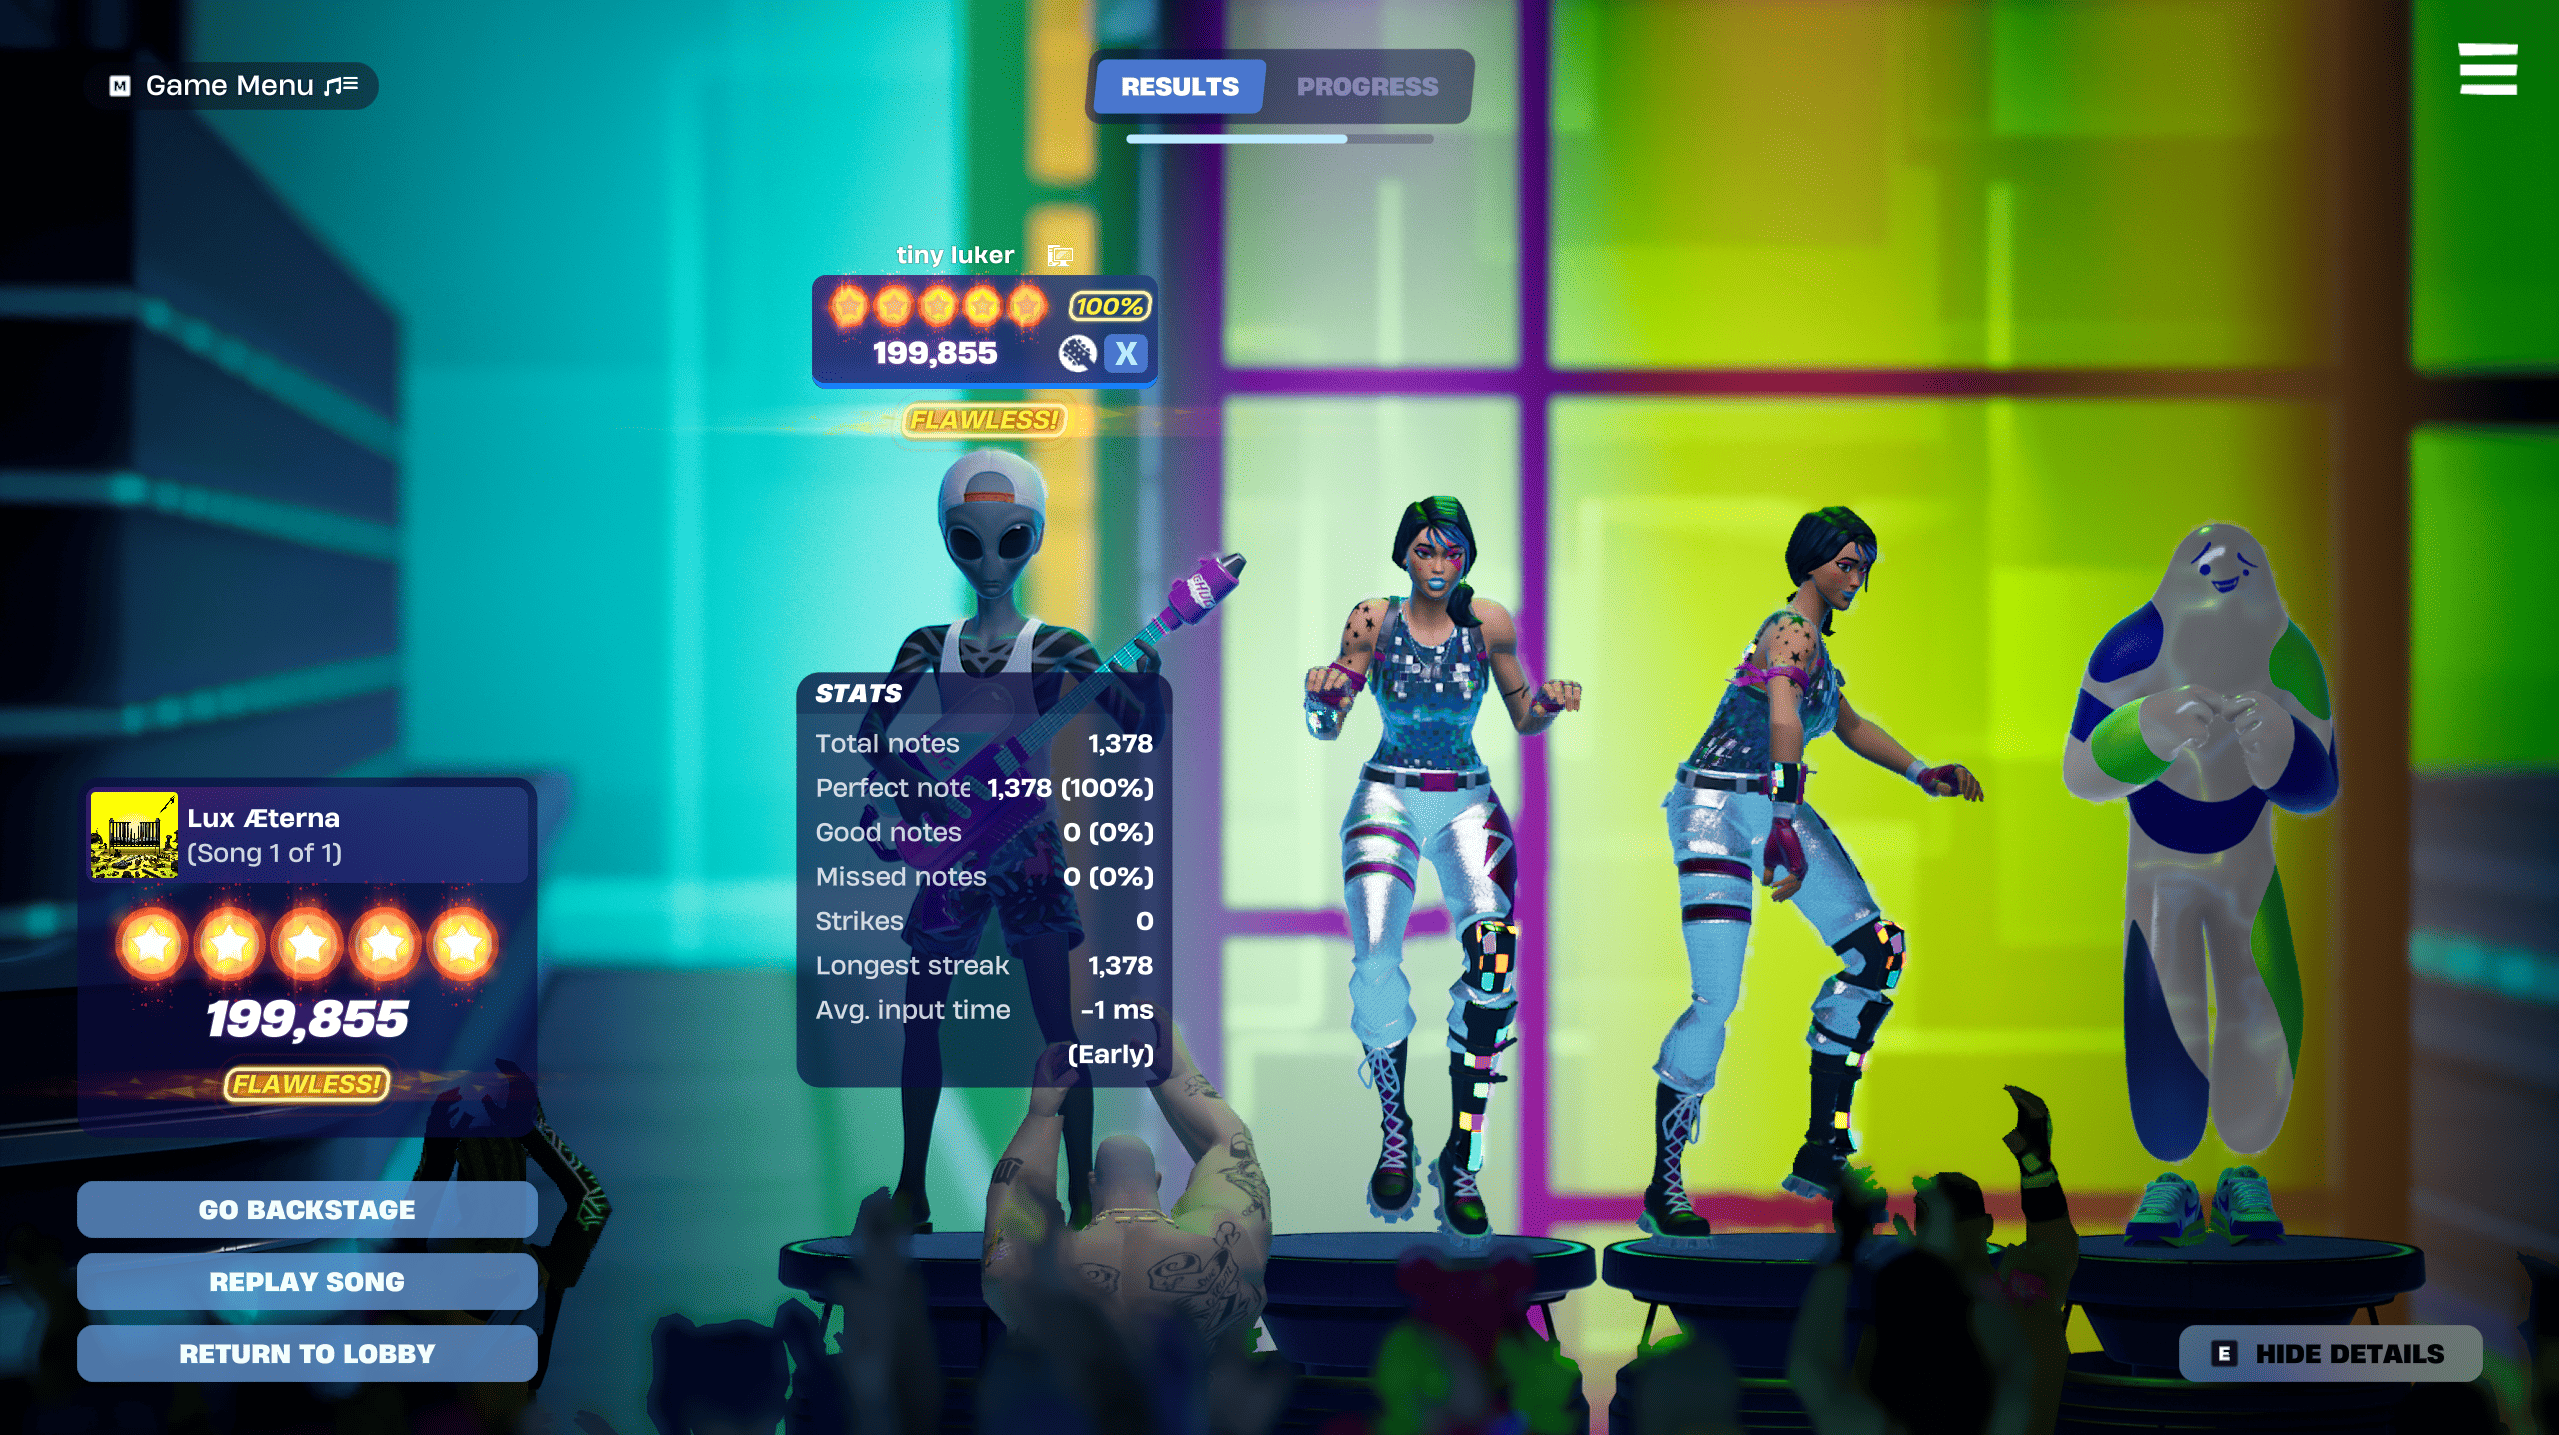 M Game Menu
RESULTS PROGRESS
tiny luker
100%
199,855
X
FLAWLESS!
STATS
Total notes 1,378
Perfect note 1,378 (100%)
Good notes 0 (0%)
Missed notes 0 (0%)
Strikes 0
Longest streak 1,378
Avg. input time -1 ms
(Early)
Lux Æterna
(Song 1 of 1)
199,855
FLAWLESS!
GO BACKSTAGE
REPLAY SONG
RETURN TO LOBBY
E HIDE DETAILS